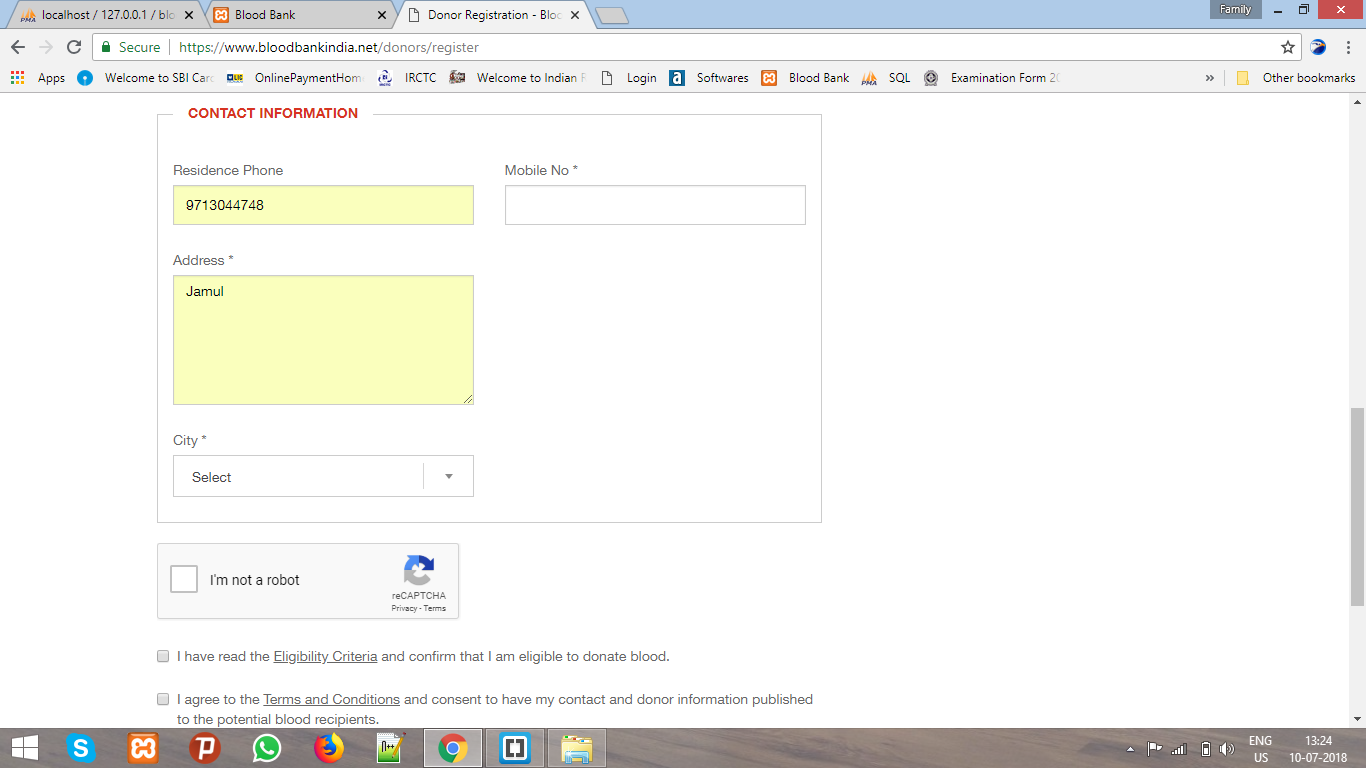 localhost / 127.0.0.1 / blo
Blood Bank
Donor Registration - Bloo
Family
Secure
https://www.bloodbankindia.net/donors/register
Apps
Welcome to SBI Card
LIC
OnlinePaymentHom
IRCTC
Welcome to Indian R
Login
a
Softwares
Blood Bank
PMA
SQL
Examination Form 20
»
Other bookmarks
CONTACT INFORMATION
Residence Phone
Mobile No *
9713044748
Address *
Jamul
City *
Select
I'm not a robot
reCAPTCHA
Privacy - Terms
I have read the Eligibility Criteria and confirm that I am eligible to donate blood.
I agree to the Terms and Conditions and consent to have my contact and donor information published
to the potential blood recipients.
ENG
US
13:24
10-07-2018